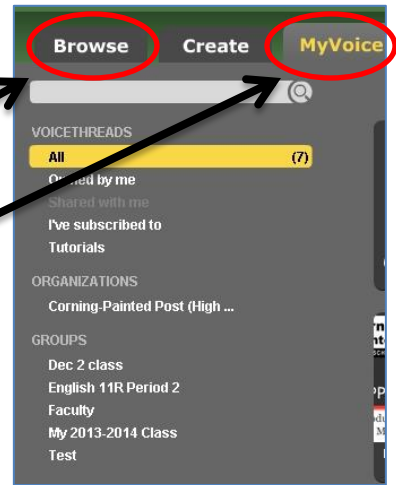 Browse Create MyVoice
VOICETHREADS
All (7)
Owned by me
Shared with me
I've subscribed to
Tutorials
ORGANIZATIONS
Corning-Painted Post (High ...
GROUPS
Dec 2 class
English 11R Period 2
Faculty
My 2013-2014 Class
Test